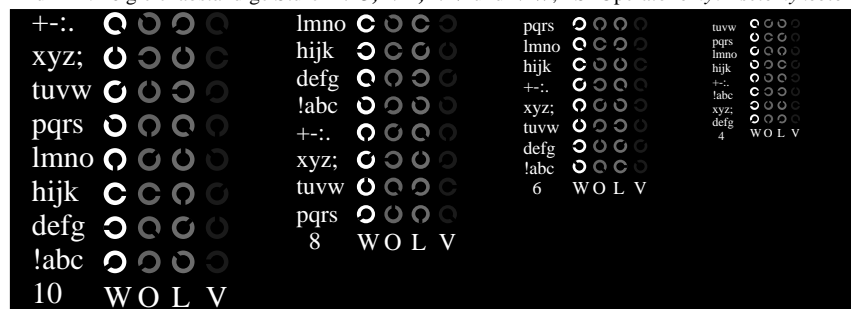 +-:.
xyz;
tuvw
pqrs
lmno
hijk
defg
!abc
10 W O L V
lmno
hijk
defg
!abc
+-:.
xyz;
tuvw
pqrs
8 W O L V
pqrs
lmno
hijk
+-:.
xyz;
tuvw
defg
!abc
6 W O L V
tuvw
pqrs
lmno
hijk
+-:.
!abc
xyz;
defg
4 W O L V